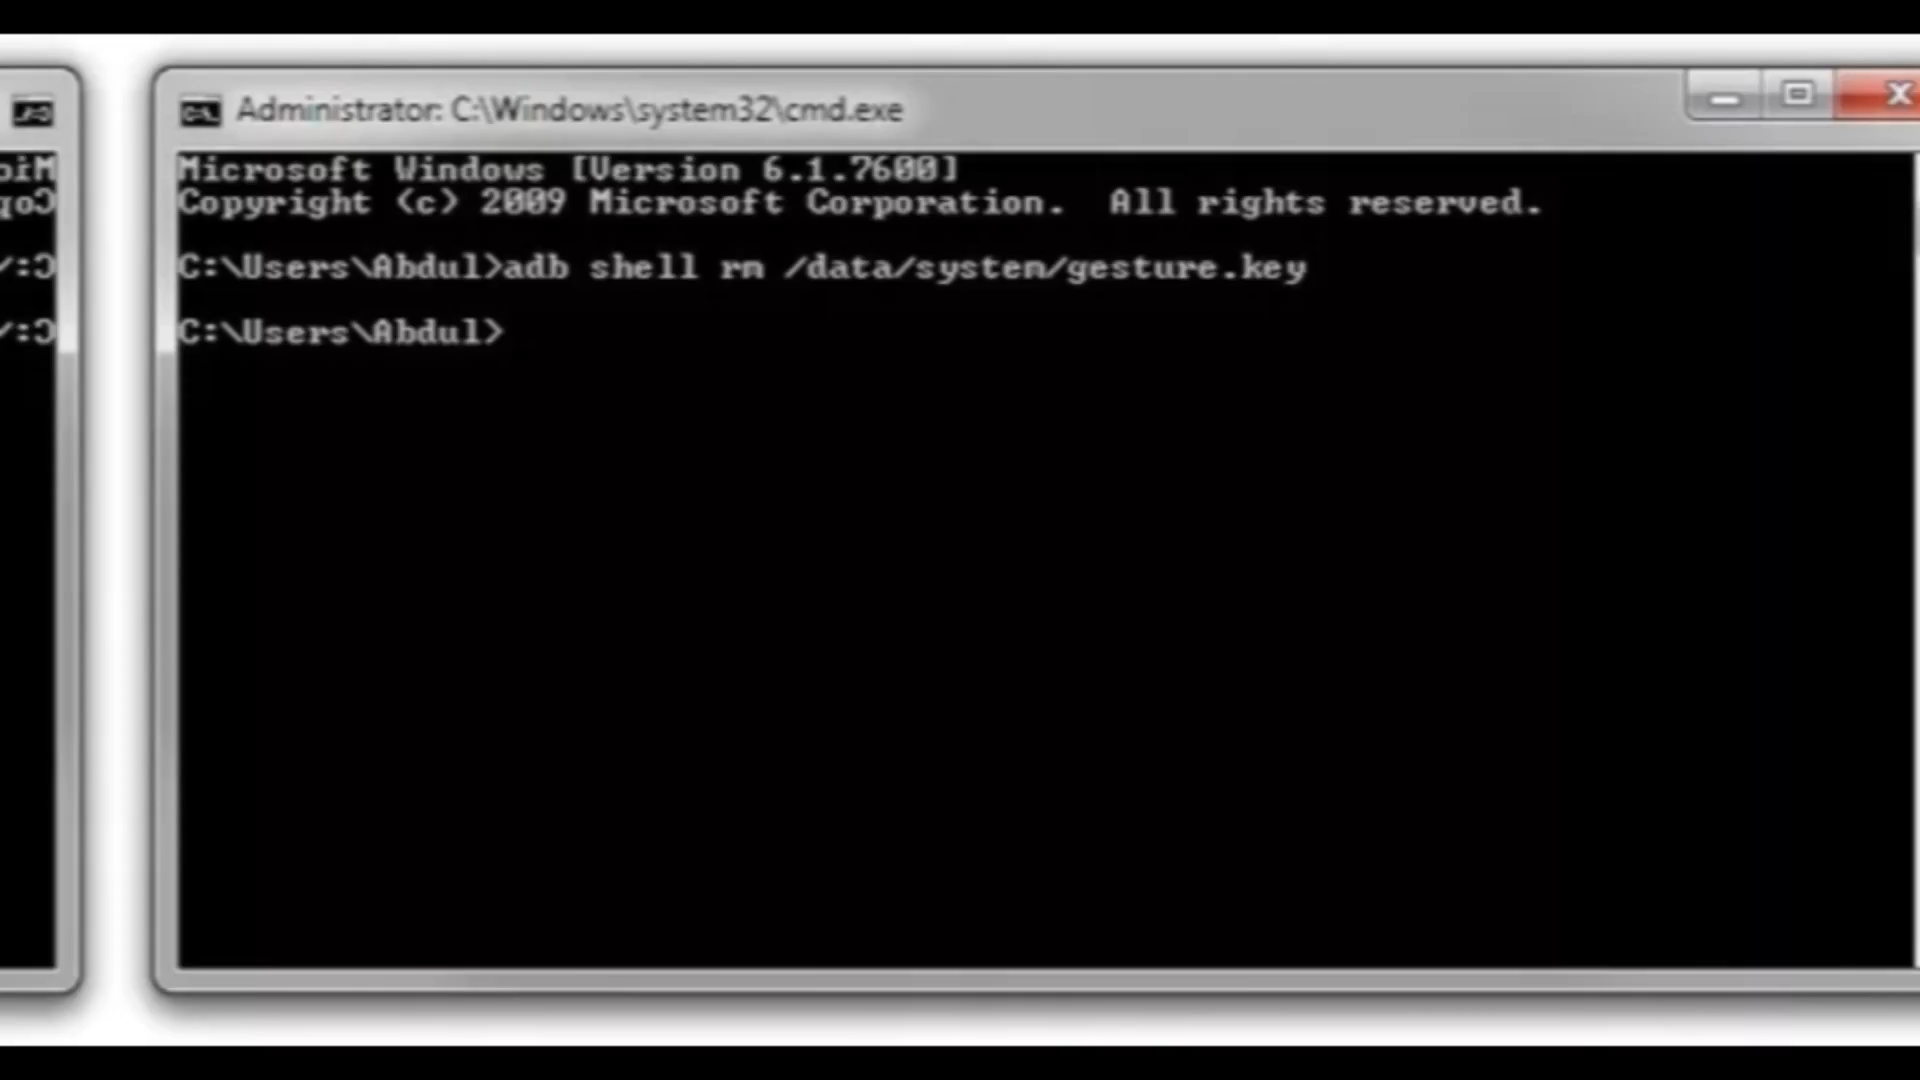 Administrator: C:\Windows\system32\cmd.exe
Microsoft Windows [Version 6.1.7600]
Copyright (c) 2009 Microsoft Corporation.  All rights reserved.
C:\Users\Abdul>adb shell rm /data/system/gesture.key
C:\Users\Abdul>